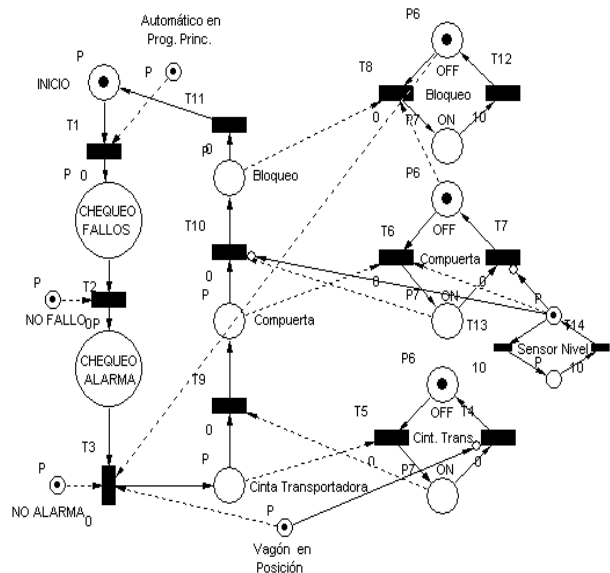 Automático en
Prog. Princ.
P
INICIO
P
T1
T11
P 0
P
0
Bloqueo
CHEQUEO
FALLOS
T10
0
T2
P
NO FALLO
0P
P
Compuerta
CHEQUEO
ALARMA
T9
0
T3
P
NO ALARMA
0
P
Cinta Transportadora
P
Vagón en
Posición
P6
OFF
T8
T12
Bloqueo
0
P7
ON
10
P6
OFF
T6
T7
Compuerta
0
P7
ON
0
T13
P
T14
Sensor Nivel
P
10
10
P6
OFF
T5
T4
Cint. Trans.
0
P7
ON
0